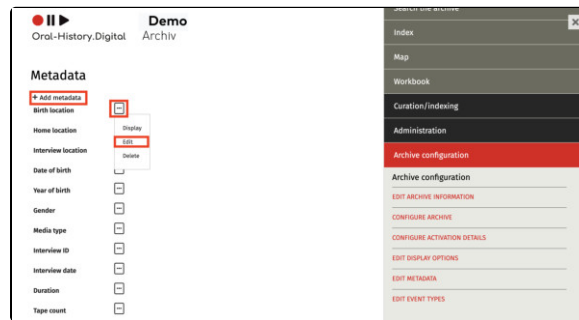 Demo
Oral-History.Digital Archiv
Metadata
+ Add metadata
Birth location
Display
Home location
Edit
Interview location
Delete
Date of birth
Year of birth
Gender
Media type
Interview ID
Interview date
Duration
Tape count
Search the archive
Index
Map
Workbook
Curation/indexing
Administration
Archive configuration
Archive configuration
EDIT ARCHIVE INFORMATION
CONFIGURE ARCHIVE
CONFIGURE ACTIVATION DETAILS
EDIT DISPLAY OPTIONS
EDIT METADATA
EDIT EVENT TYPES